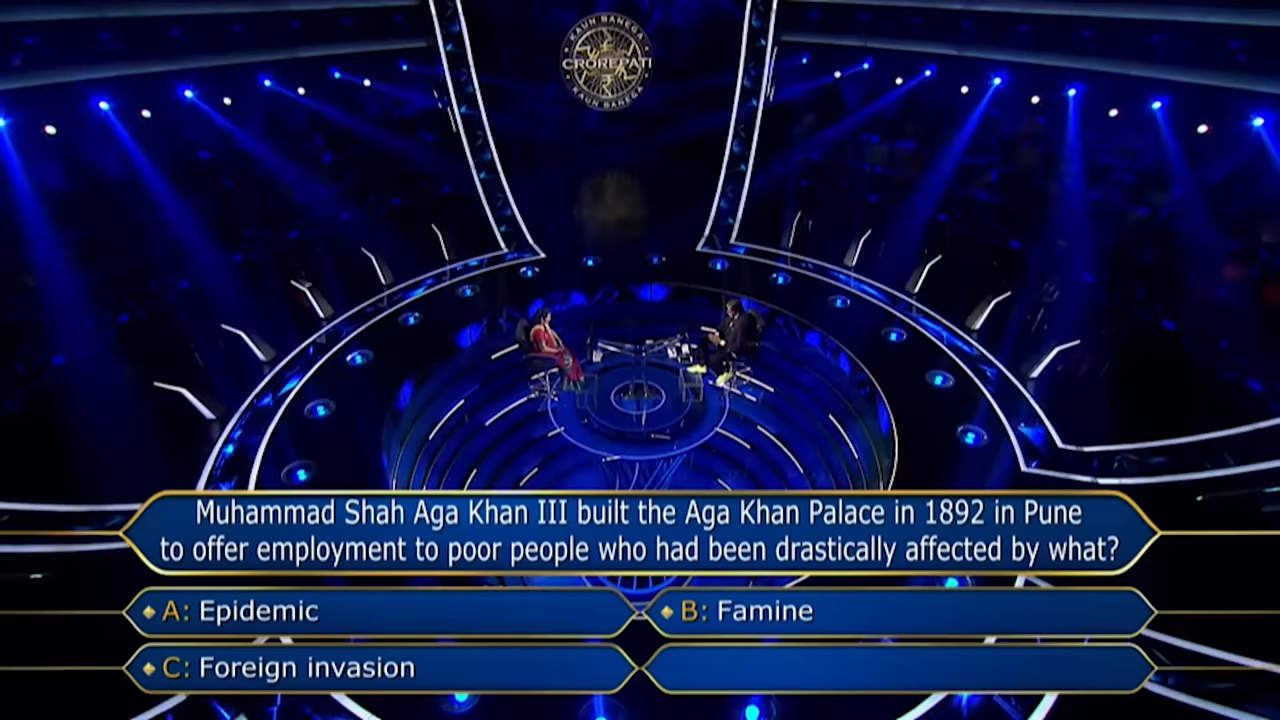 KAUN BANEGA
CROREPATI
KAUN BANEGA
Muhammad Shah Aga Khan III built the Aga Khan Palace in 1892 in Pune
to offer employment to poor people who had been drastically affected by what?
A: Epidemic
B: Famine
C: Foreign invasion